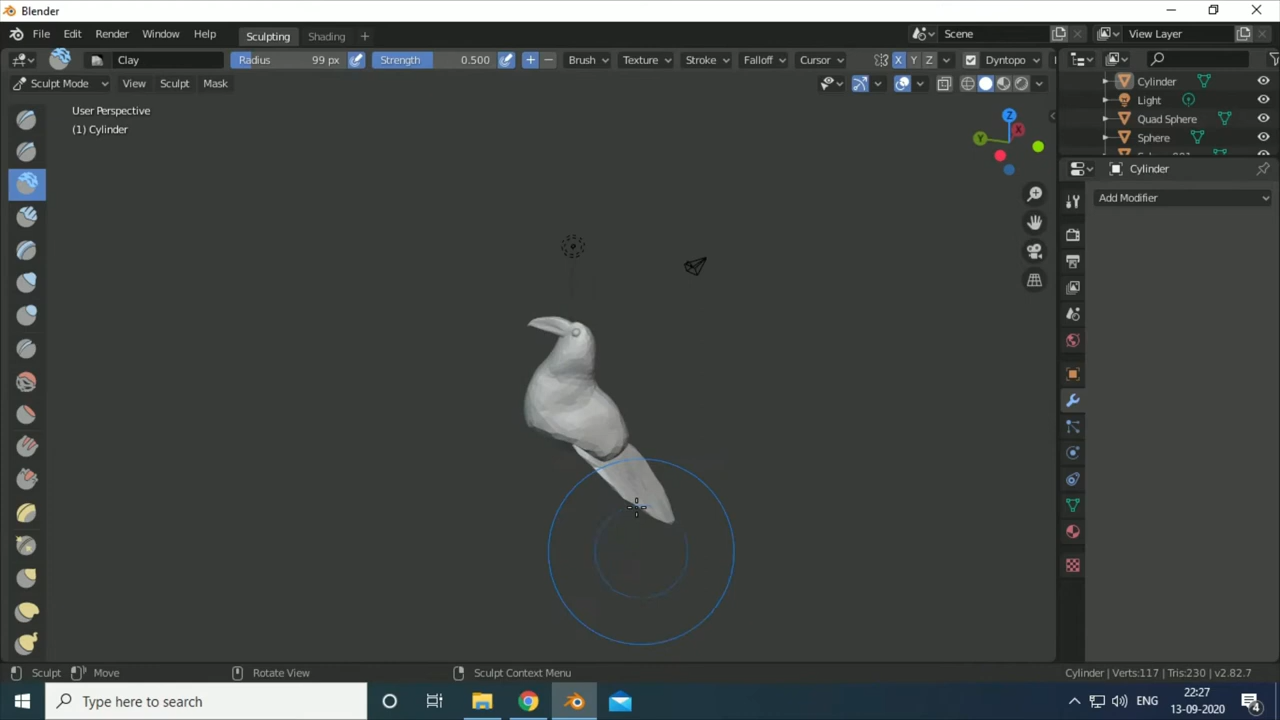 Blender
File Edit Render Window Help Sculpting Shading Scene View Layer
Clay Radius 99 px Strength 0.500 Brush Texture Stroke Falloff Cursor X Y Z Dyntopo
Sculpt Mode View Sculpt Mask
Cylinder
Light
Quad Sphere
Sphere
User Perspective
(1) Cylinder
Z
X
Y
Cylinder
Add Modifier
Sculpt Move Rotate View Sculpt Context Menu Cylinder | Verts:117 | Tris:230 | v2.82.7
Type here to search ENG
22:27
13-09-2020
4